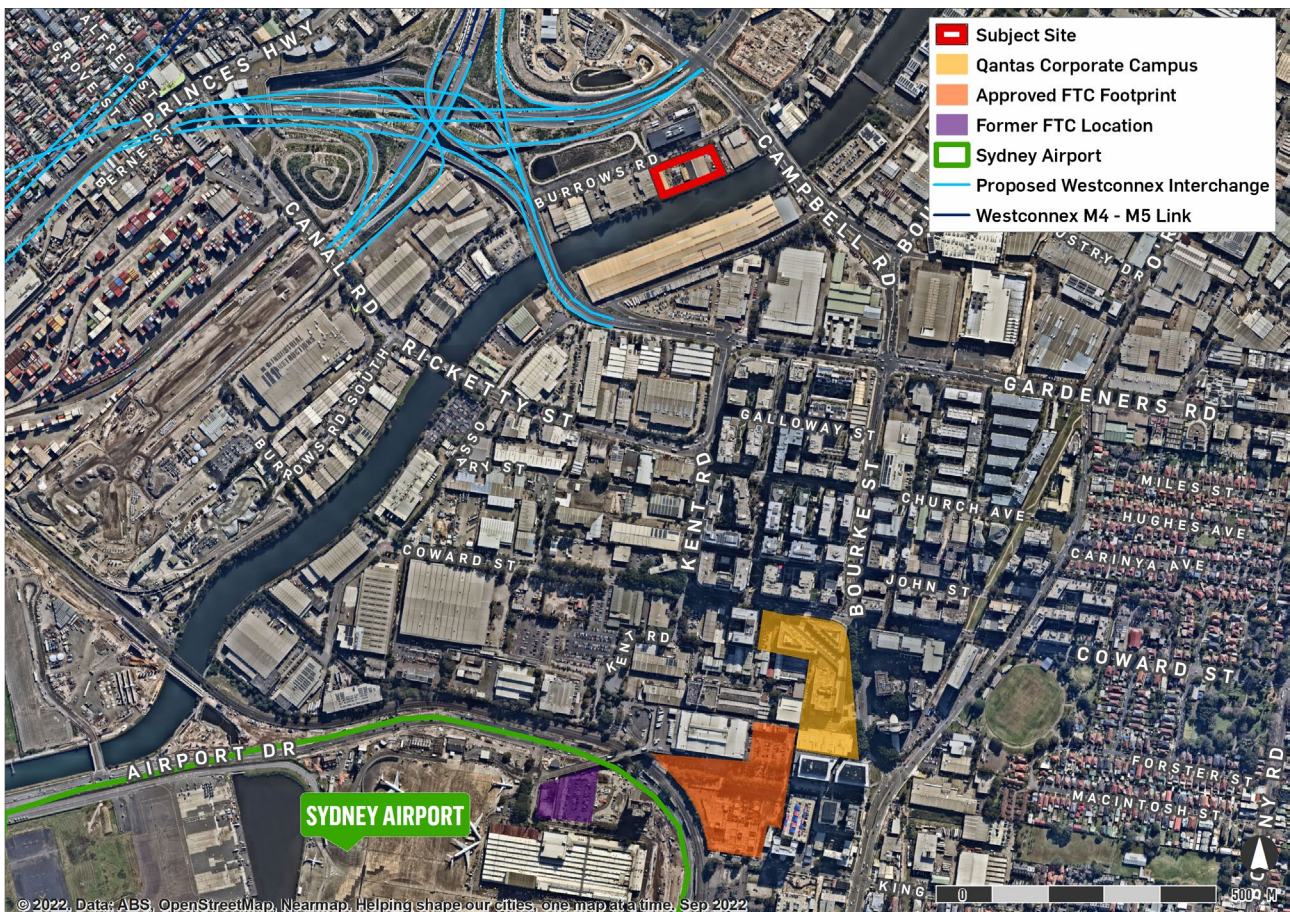 Subject Site
Qantas Corporate Campus
Approved FTC Footprint
Former FTC Location
Sydney Airport
Proposed Westconnex Interchange
Westconnex M4 - M5 Link
ALFRED ST
GROVE ST
PRINCES HWY
BERNE ST
CANAL RD
BURROWS RD
CAMPBELL RD
RICKETTY ST
BURROWS RD SOUTH
GARDENERS RD
GALLOWAY ST
KENT RD
BOURKE ST
CHURCH AVE
MILES ST
HUGHES AVE
CARINYA AVE
JOHN ST
COWARD ST
KENT RD
COWARD ST
FORSTER ST
MACINTOSH ST
AIRPORT DR
SYDNEY AIRPORT
KING
0
500 M
© 2022. Data: ABS, OpenStreetMap, Nearmap. Helping shape our cities, one map at a time. Sep 2022